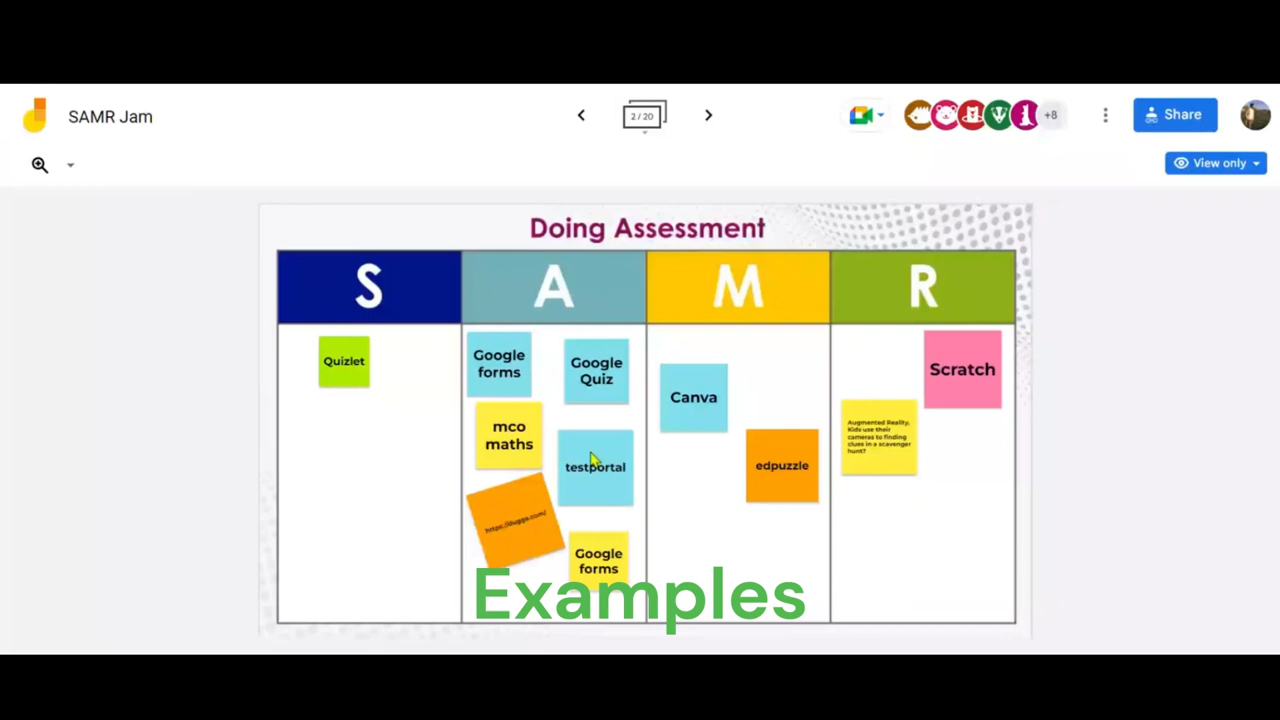 SAMR Jam
2 / 20
+8
Share
View only
Doing Assessment
S A M R
Quizlet
Google
forms
Google
Quiz
mco
maths
testportal
Google
forms
Canva
edpuzzle
Scratch
Augmented Reality,
Kids use their
cameras to finding
clues in a scavenger
hunt?
Examples